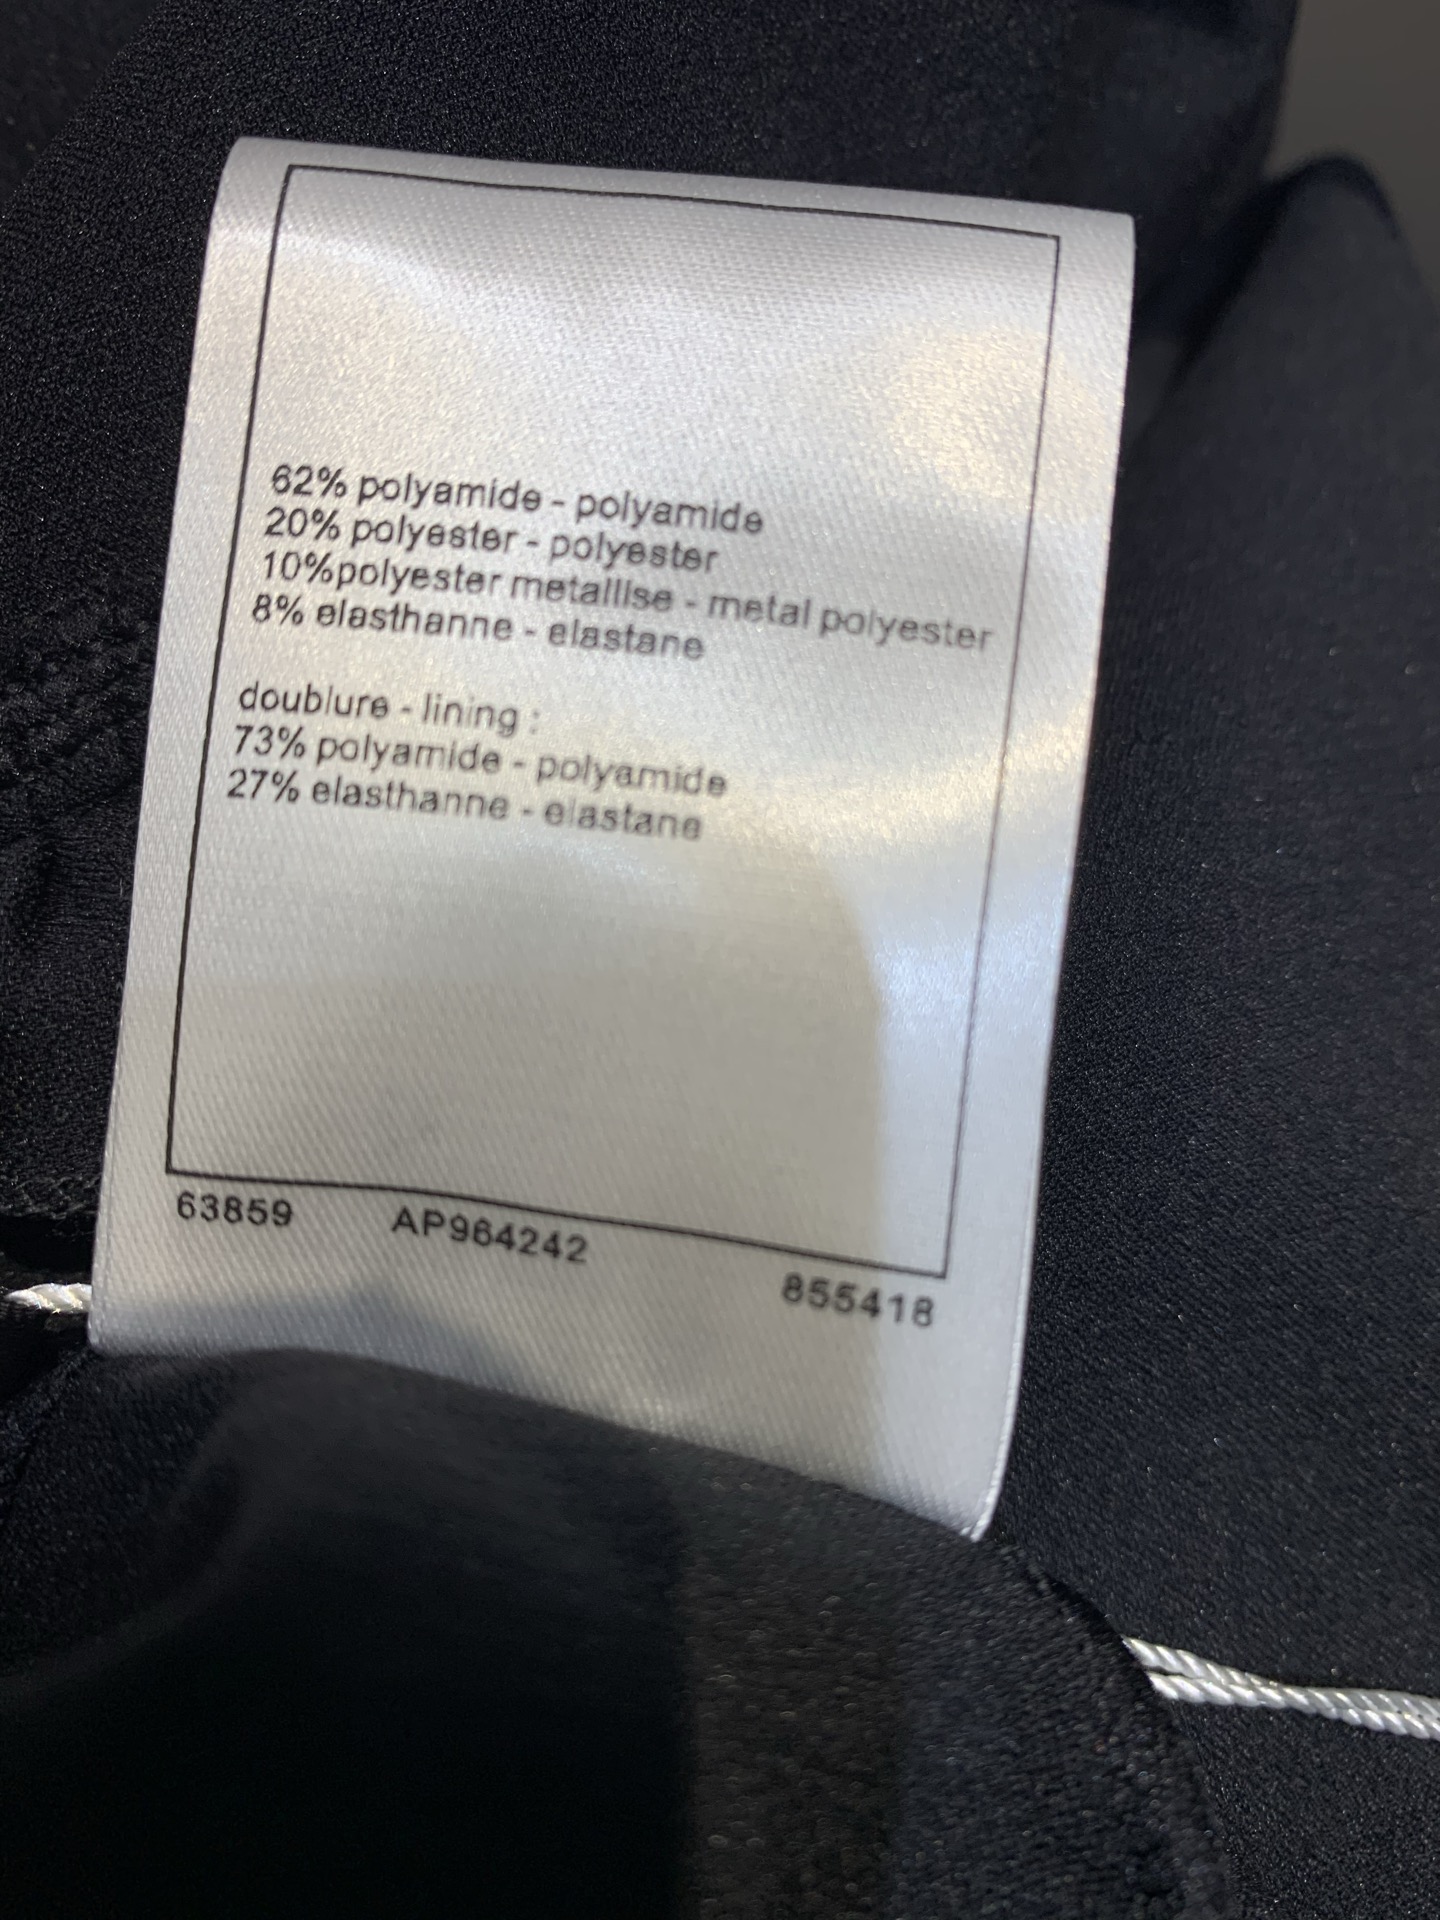 62% polyamide - polyamide
20% polyester - polyester
10%polyester metallise - metal polyester
8% elasthanne - elastane
doublure - lining :
73% polyamide - polyamide
27% elasthanne - elastane
63859 AP964242 855418